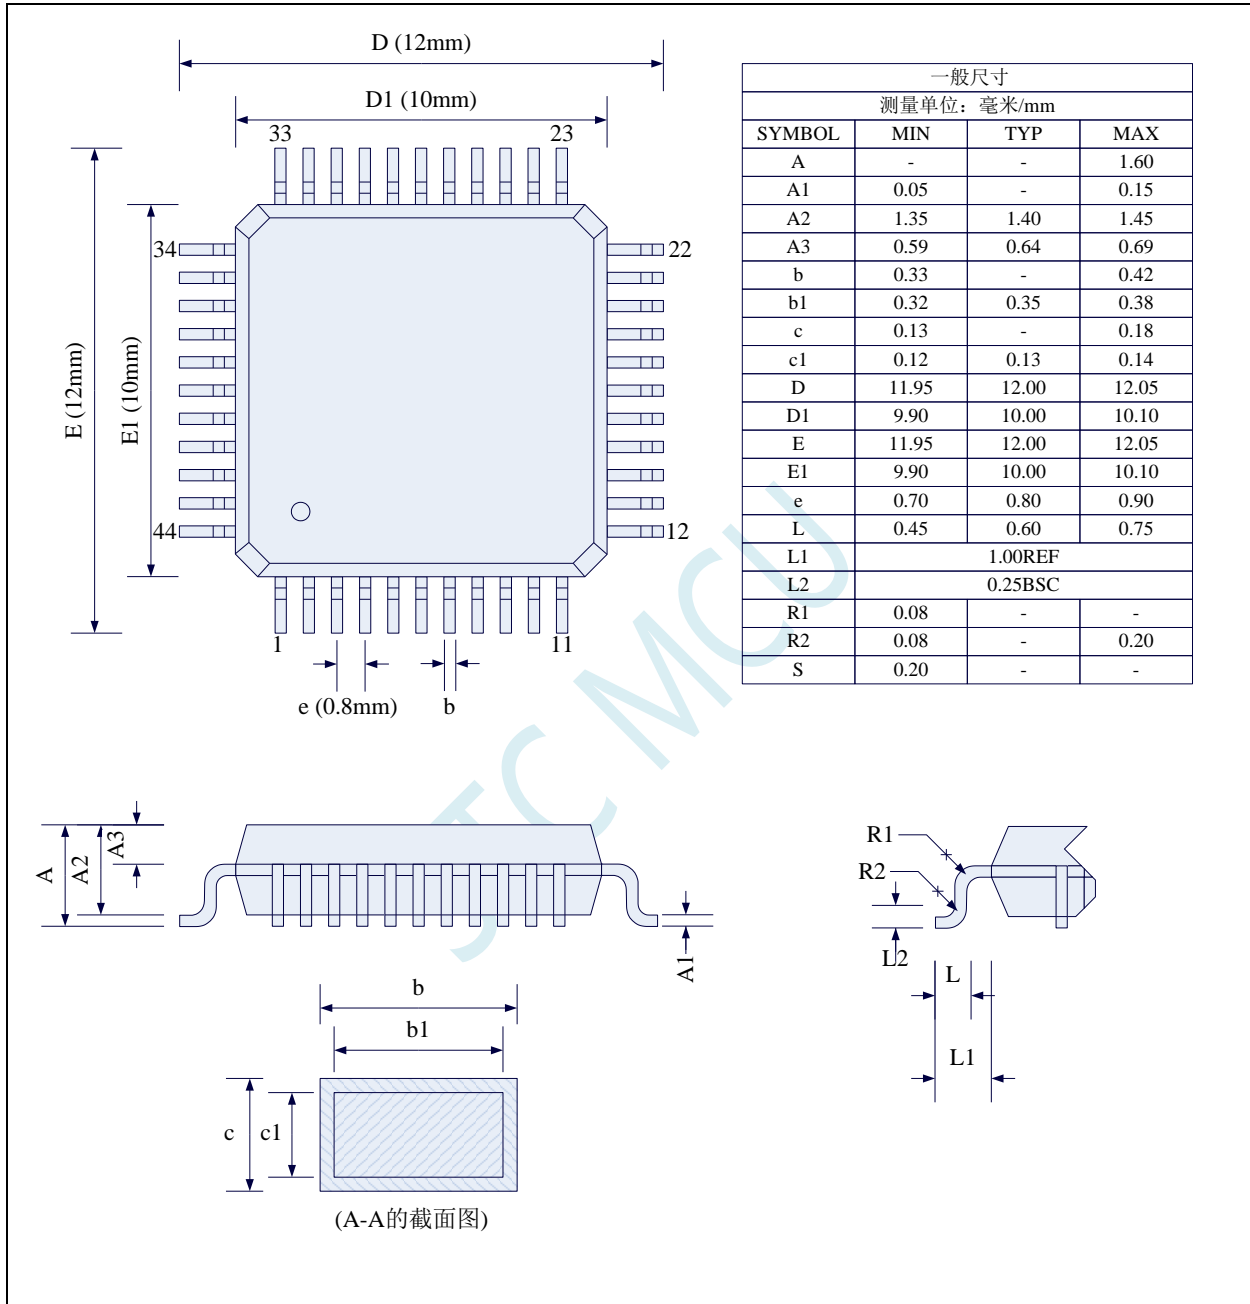 D (12mm)
D1 (10mm)
33 23
34 22
E (12mm)
E1 (10mm)
44 12
1 11
e (0.8mm) b
一般尺寸
测量单位：毫米/mm
SYMBOL MIN TYP MAX
A - - 1.60
A1 0.05 - 0.15
A2 1.35 1.40 1.45
A3 0.59 0.64 0.69
b 0.33 - 0.42
b1 0.32 0.35 0.38
c 0.13 - 0.18
c1 0.12 0.13 0.14
D 11.95 12.00 12.05
D1 9.90 10.00 10.10
E 11.95 12.00 12.05
E1 9.90 10.00 10.10
e 0.70 0.80 0.90
L 0.45 0.60 0.75
L1 1.00REF
L2 0.25BSC
R1 0.08 - -
R2 0.08 - 0.20
S 0.20 - -
STC MCU
A
A2
A3
A1
R1
R2
L2
L
L1
b
b1
c
c1
(A-A的截面图)